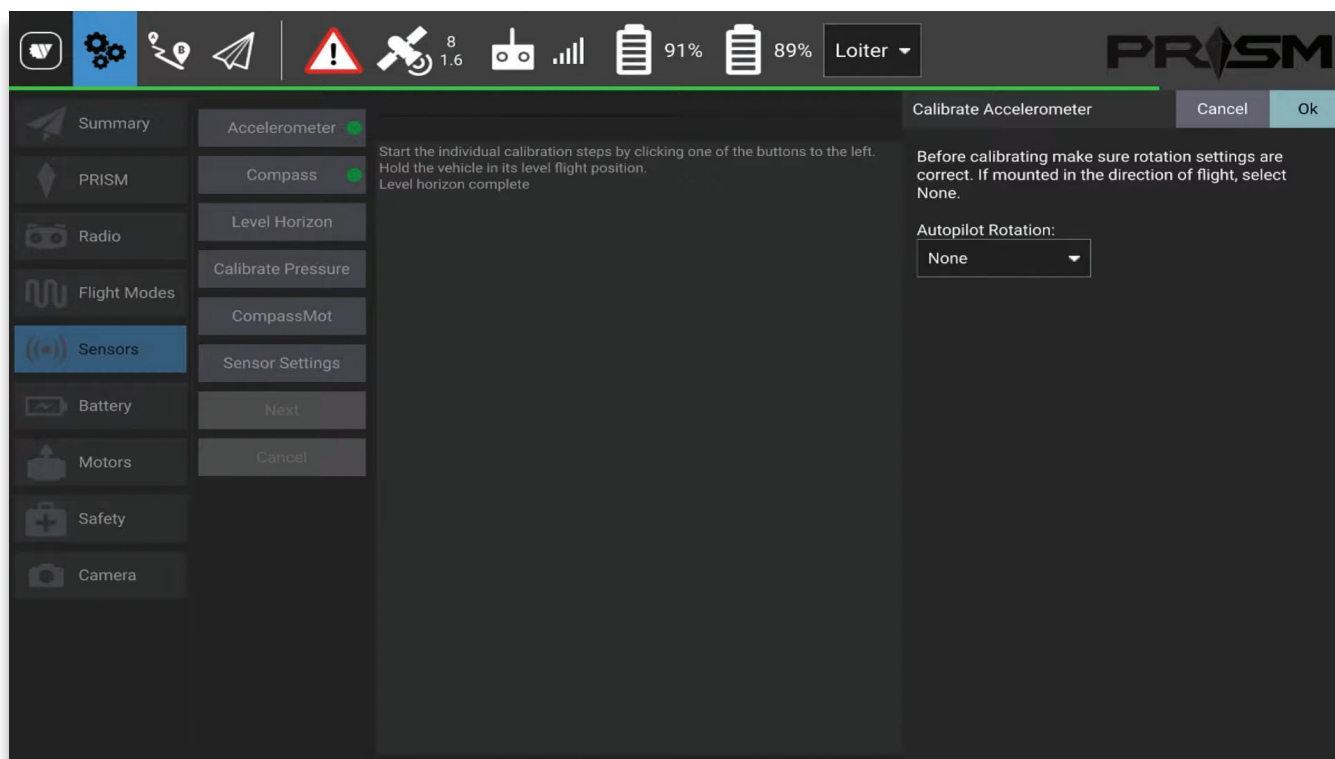 W
B
8
1.6
91%
89%
Loiter
PRISM
Summary
PRISM
Radio
Flight Modes
Sensors
Battery
Motors
Safety
Camera
Accelerometer
Compass
Level Horizon
Calibrate Pressure
CompassMot
Sensor Settings
Next
Cancel
Start the individual calibration steps by clicking one of the buttons to the left.
Hold the vehicle in its level flight position.
Level horizon complete
Calibrate Accelerometer
Cancel
Ok
Before calibrating make sure rotation settings are
correct. If mounted in the direction of flight, select
None.
Autopilot Rotation:
None